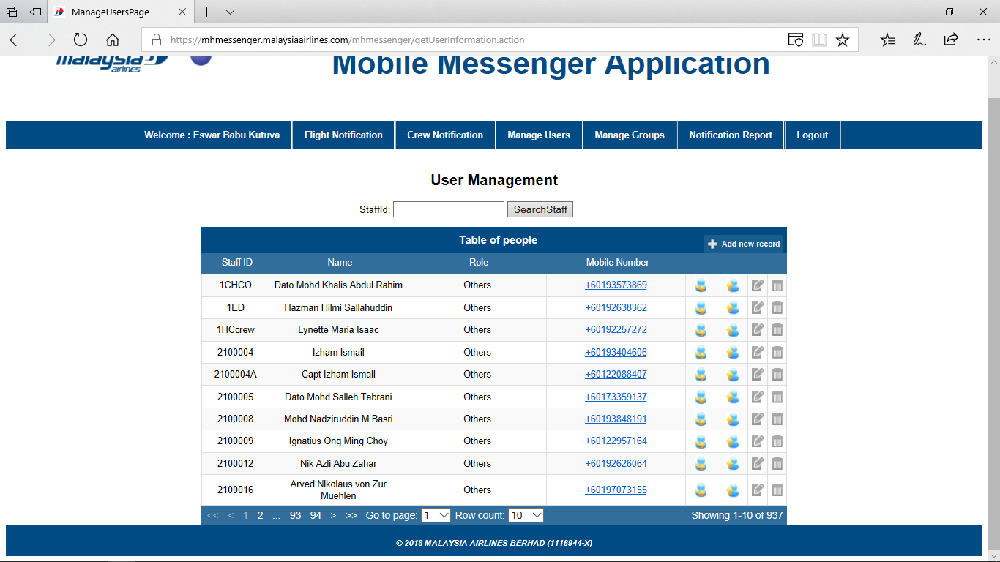 ManageUsersPage
https://mhmessenger.malaysiaairlines.com/mhmessenger/getUserInformation.action
malaysia
airlines
Mobile Messenger Application
Welcome : Eswar Babu Kutuva Flight Notification Crew Notification Manage Users Manage Groups Notification Report Logout
User Management
StaffId: SearchStaff
Table of people
Add new record
Staff ID Name Role Mobile Number
1CHCO Dato Mohd Khalis Abdul Rahim Others +60193573869
1ED Hazman Hilmi Sallahuddin Others +60192638362
1HCcrew Lynette Maria Isaac Others +60192257272
2100004 Izham Ismail Others +60193404606
2100004A Capt Izham Ismail Others +60122088407
2100005 Dato Mohd Salleh Tabrani Others +60173359137
2100008 Mohd Nadziruddin M Basri Others +60193848191
2100009 Ignatius Ong Ming Choy Others +60122957164
2100012 Nik Azli Abu Zahar Others +60192626064
2100016 Arved Nikolaus von Zur Muehlen Others +60197073155
<< < 1 2 ... 93 94 > >> Go to page: 1 Row count: 10 Showing 1-10 of 937
© 2018 MALAYSIA AIRLINES BERHAD (1116944-X)